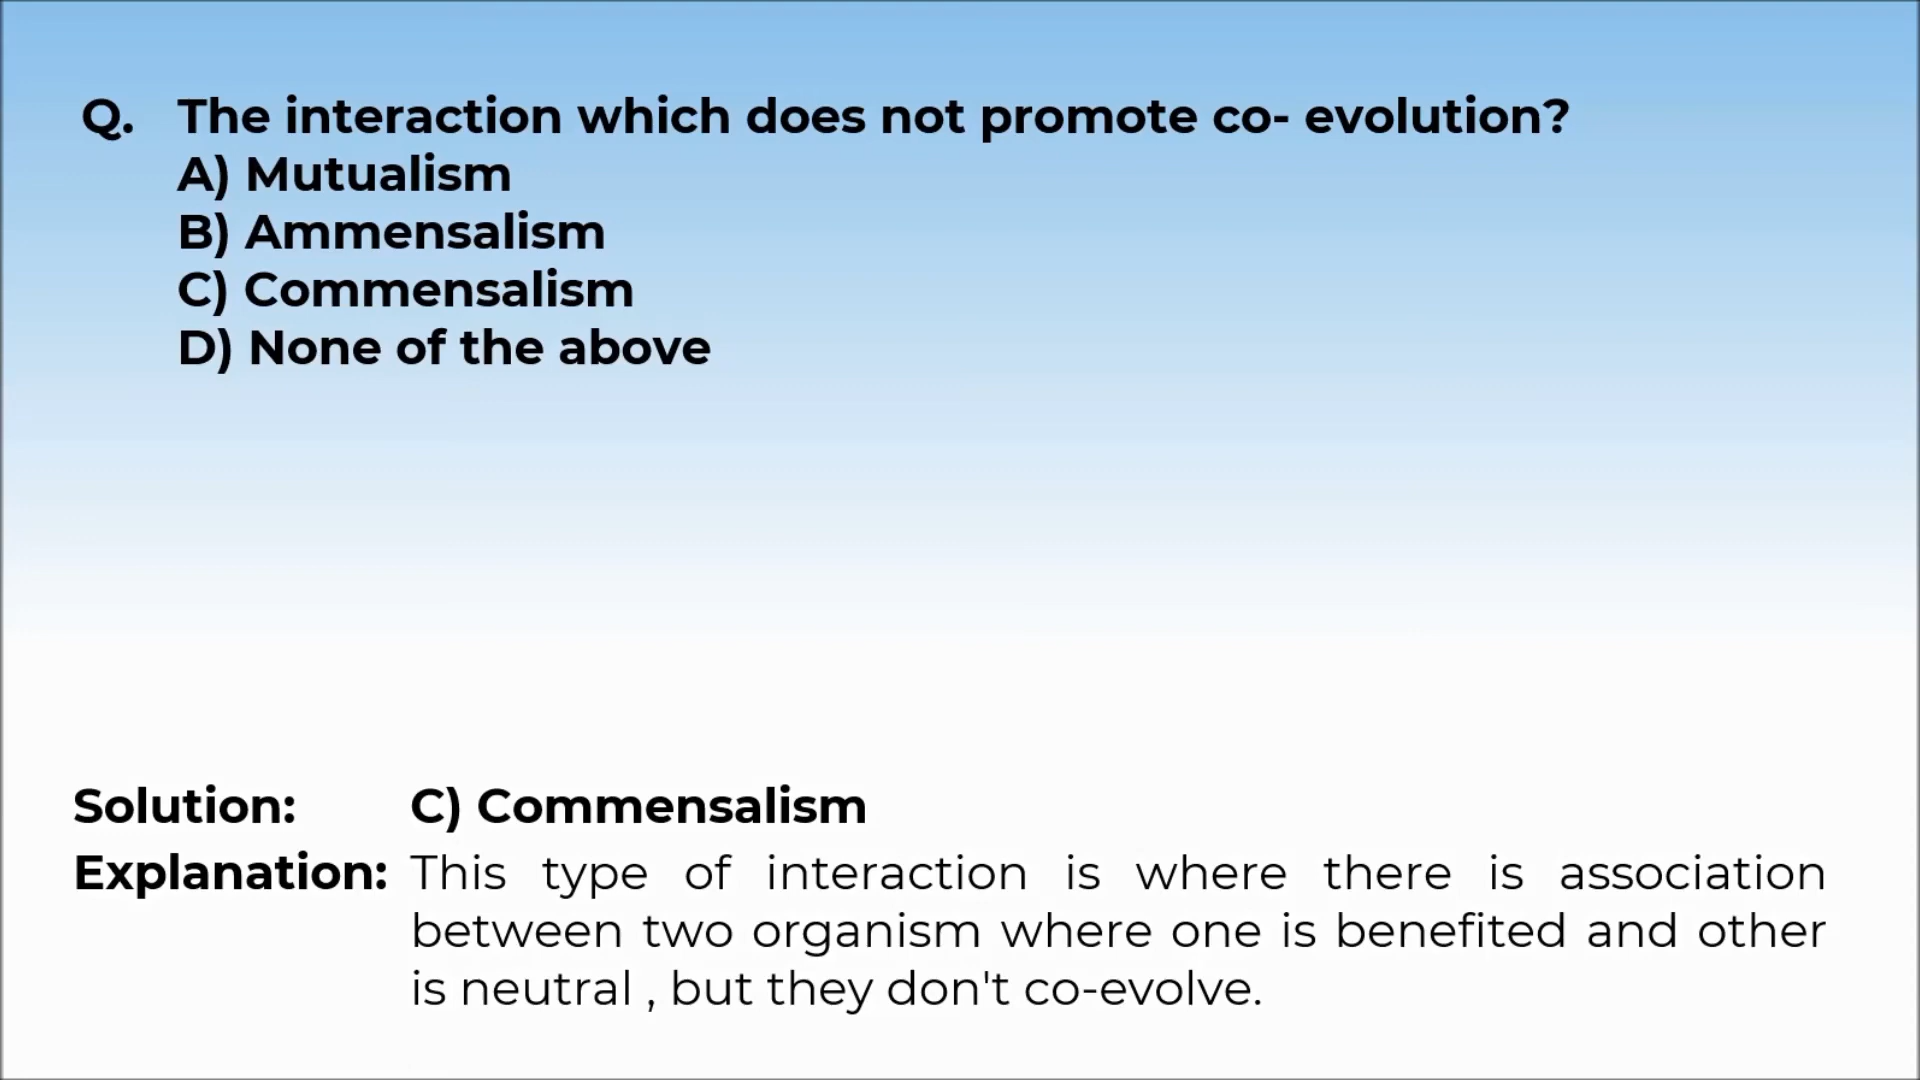 Q. The interaction which does not promote co- evolution?
A) Mutualism
B) Ammensalism
C) Commensalism
D) None of the above
Solution: C) Commensalism
Explanation: This type of interaction is where there is association
between two organism where one is benefited and other
is neutral , but they don't co-evolve.